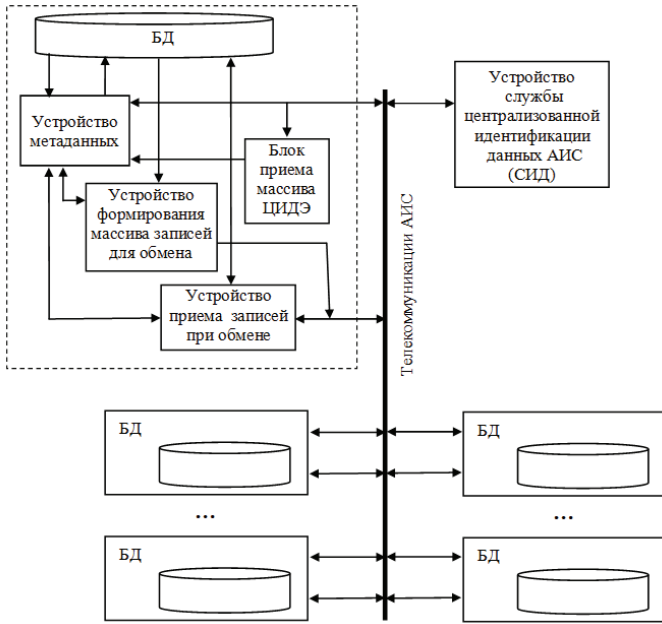 БД
Устройство
метаданных
Блок
приема
массива
ЦИДЭ
Устройство
формирования
массива записей
для обмена
Устройство
приема записей
при обмене
Телекоммуникации АИС
Устройство
службы
централизованной
идентификации
данных АИС
(СИД)
БД
БД
...
...
БД
БД